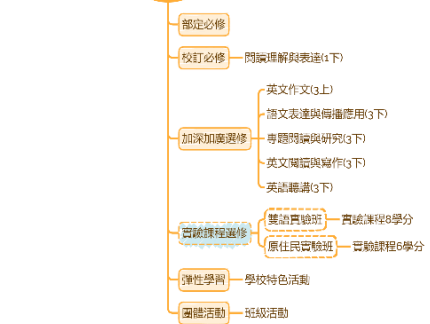 部定必修
校訂必修 閱讀理解與表達(1下)
加深加廣選修
英文作文(3上)
語文表達與傳播應用(3下)
專題閱讀與研究(3下)
英文閱讀與寫作(3下)
英語聽講(3下)
實驗課程選修
雙語實驗班 實驗課程8學分
原住民實驗班 實驗課程6學分
彈性學習 學校特色活動
團體活動 班級活動